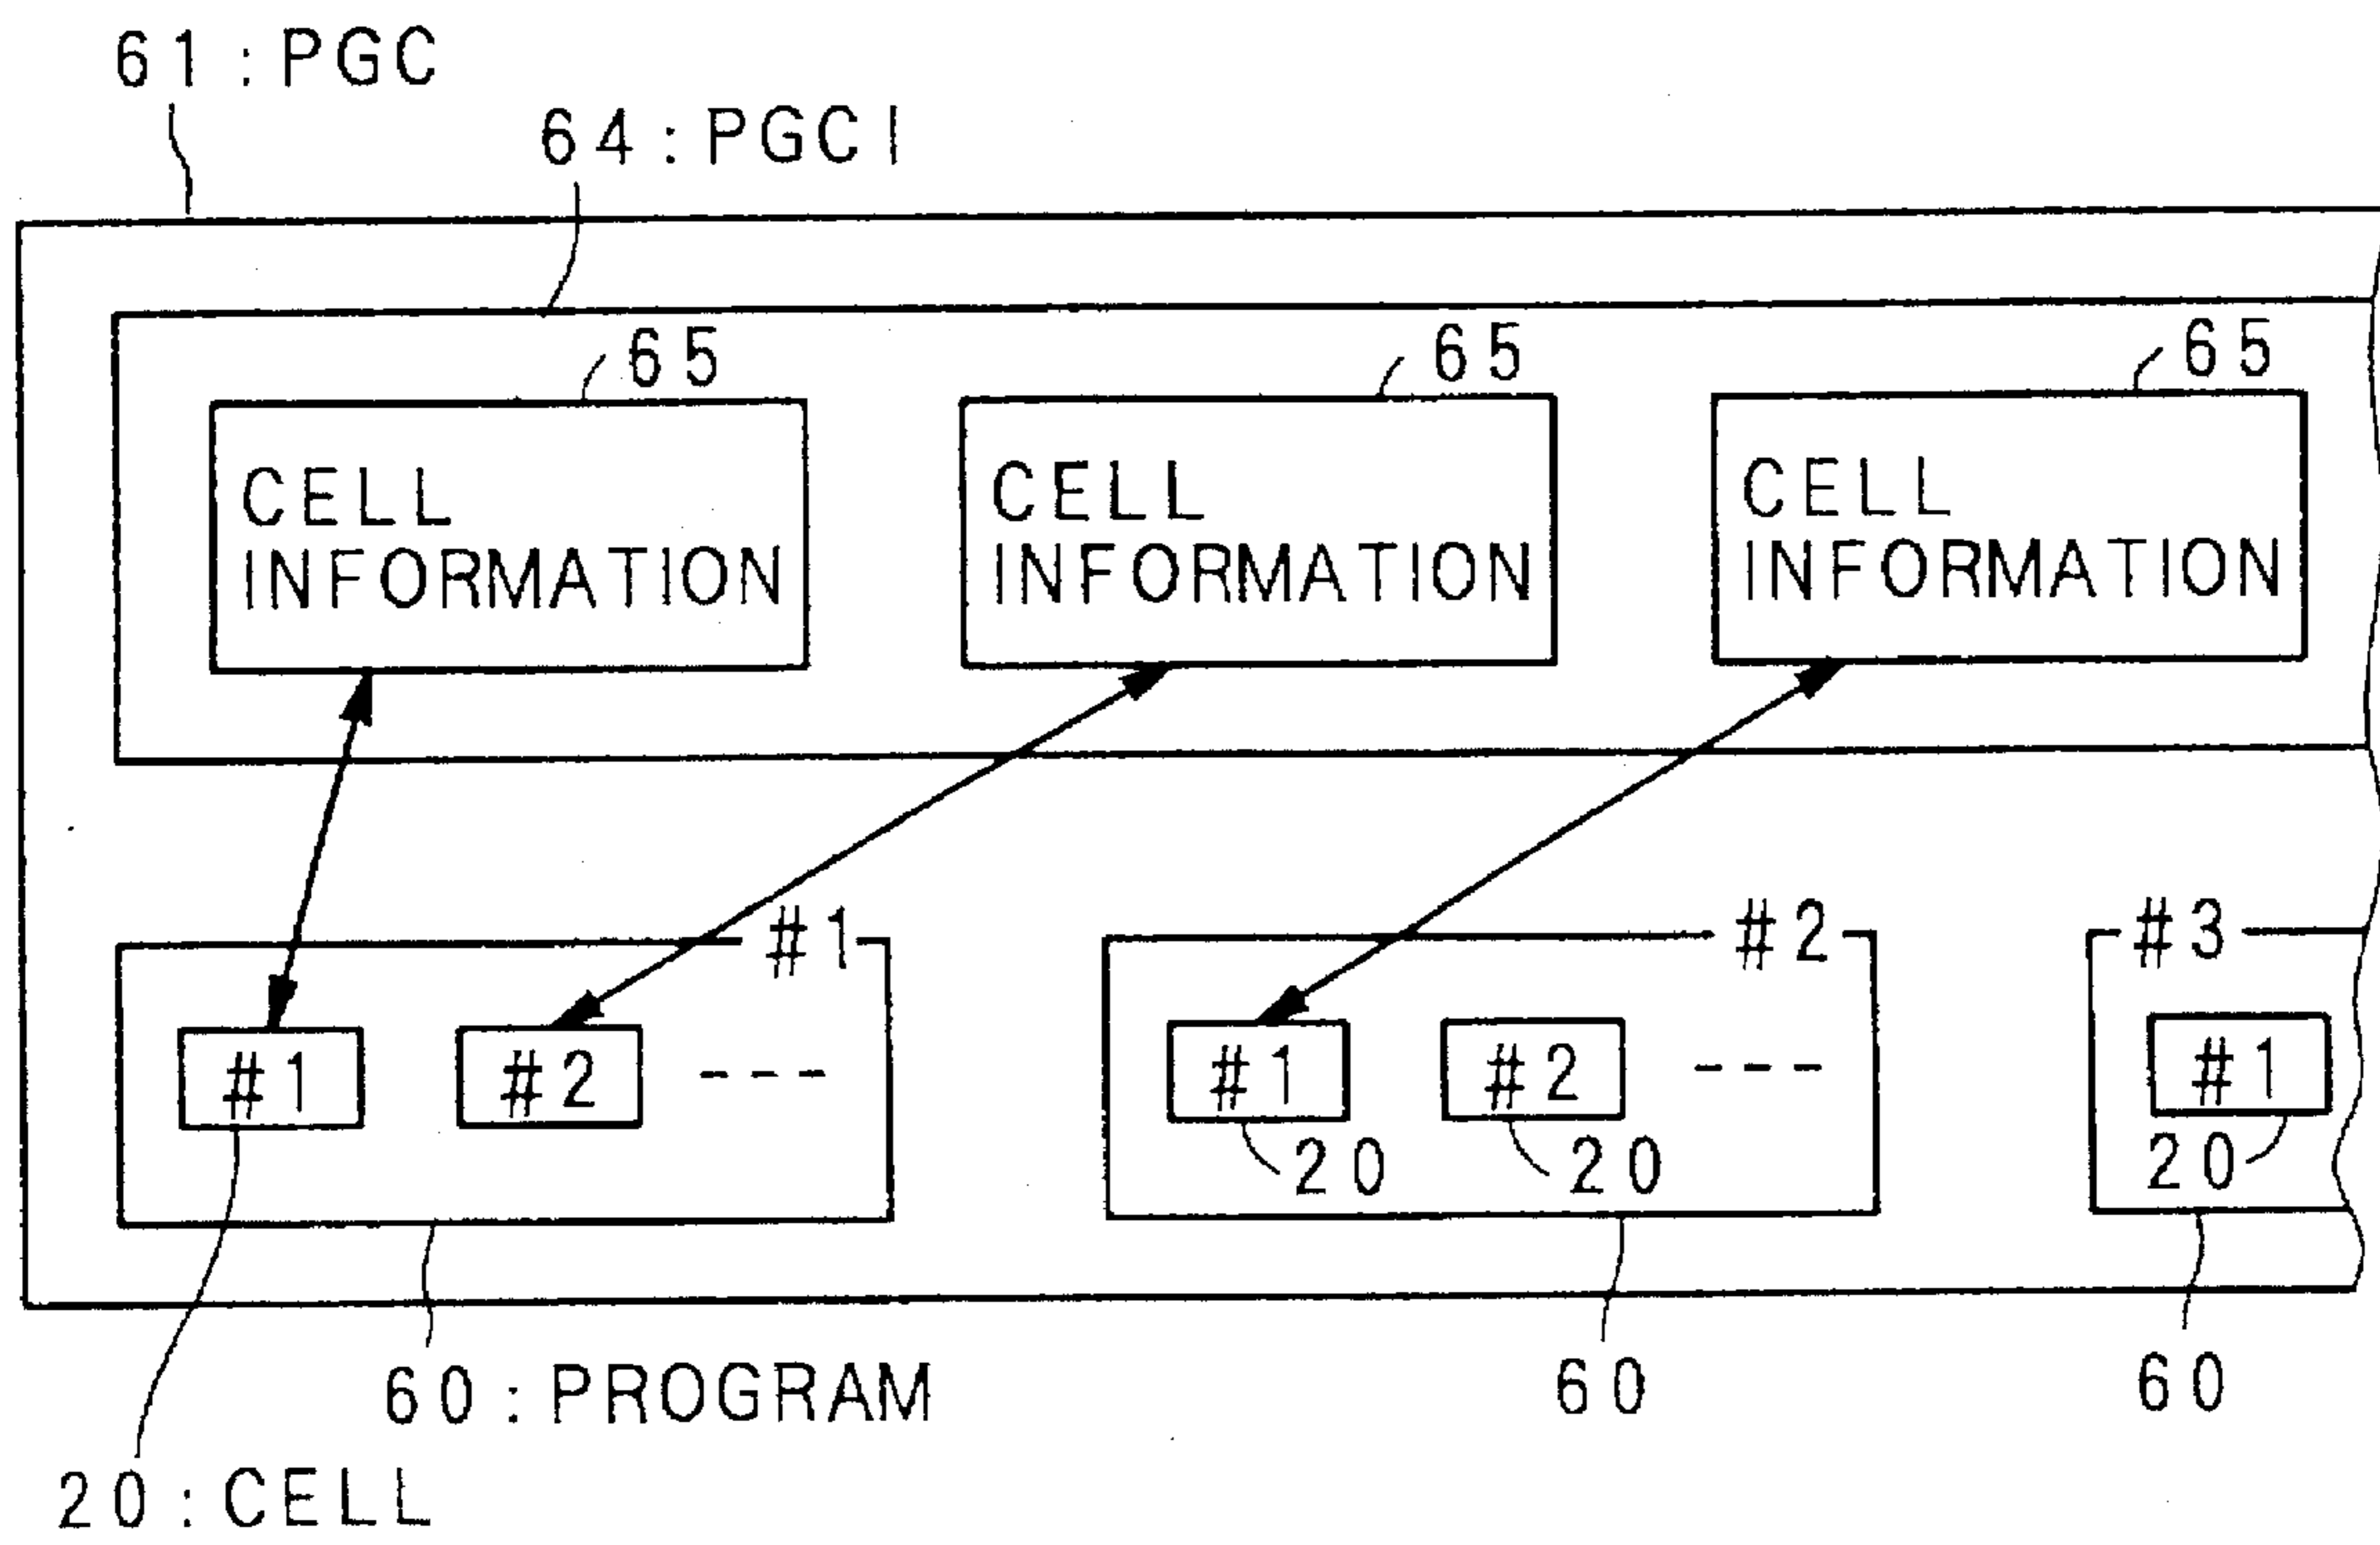 61:PGC
64:PGCI
65
65
65
CELL
INFORMATION
CELL
INFORMATION
CELL
INFORMATION
#1
#2
#3
#1
#2
---
#1
#2
---
#1
20
20
20
60:PROGRAM
60
60
20:CELL